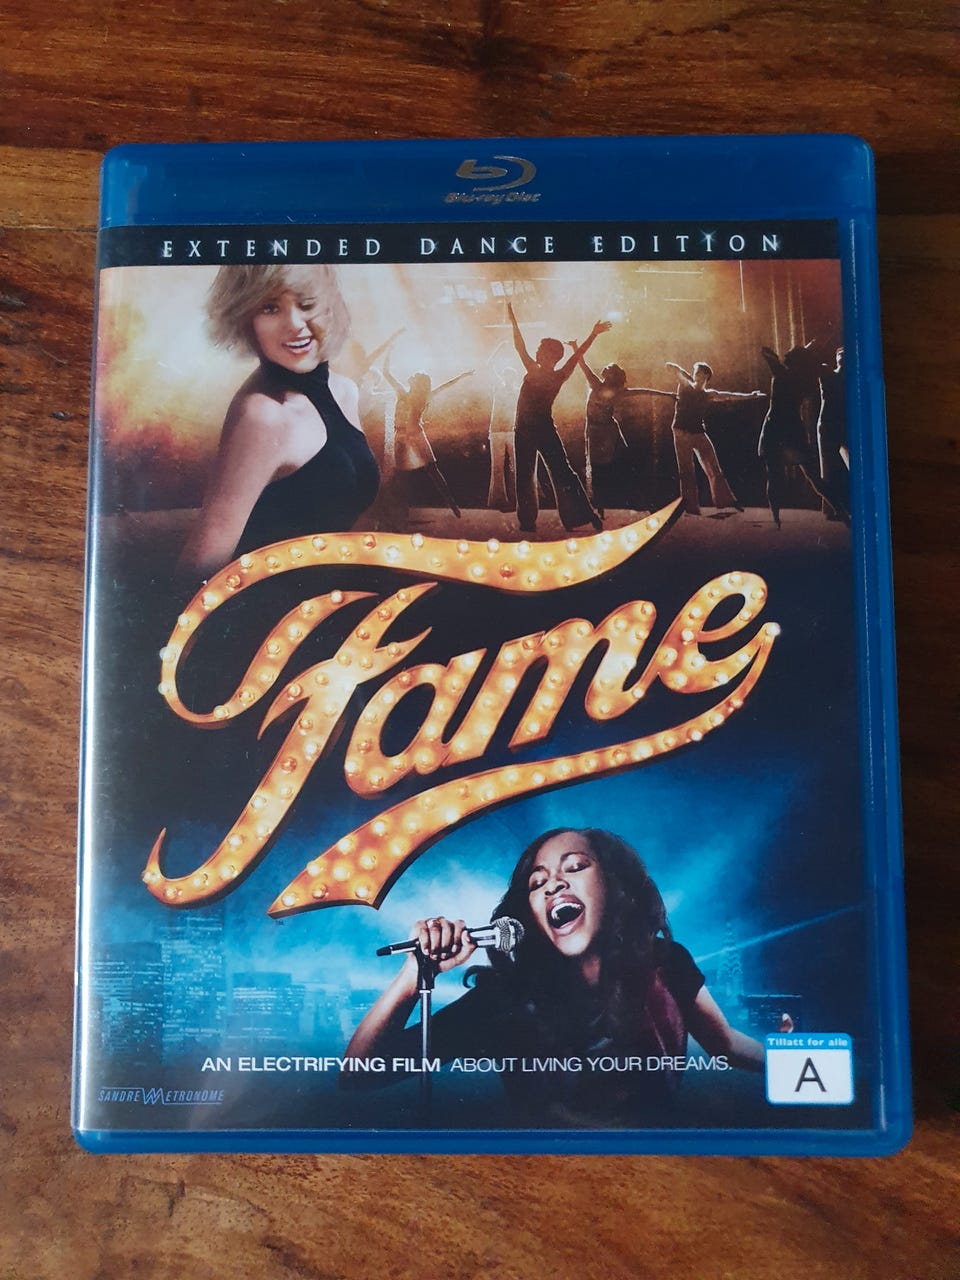 Blu-ray Disc
EXTENDED DANCE EDITION
Fame
TM
AN ELECTRIFYING FILM ABOUT LIVING YOUR DREAMS.
Tillatt for alle
A
SANDREW METRONOME